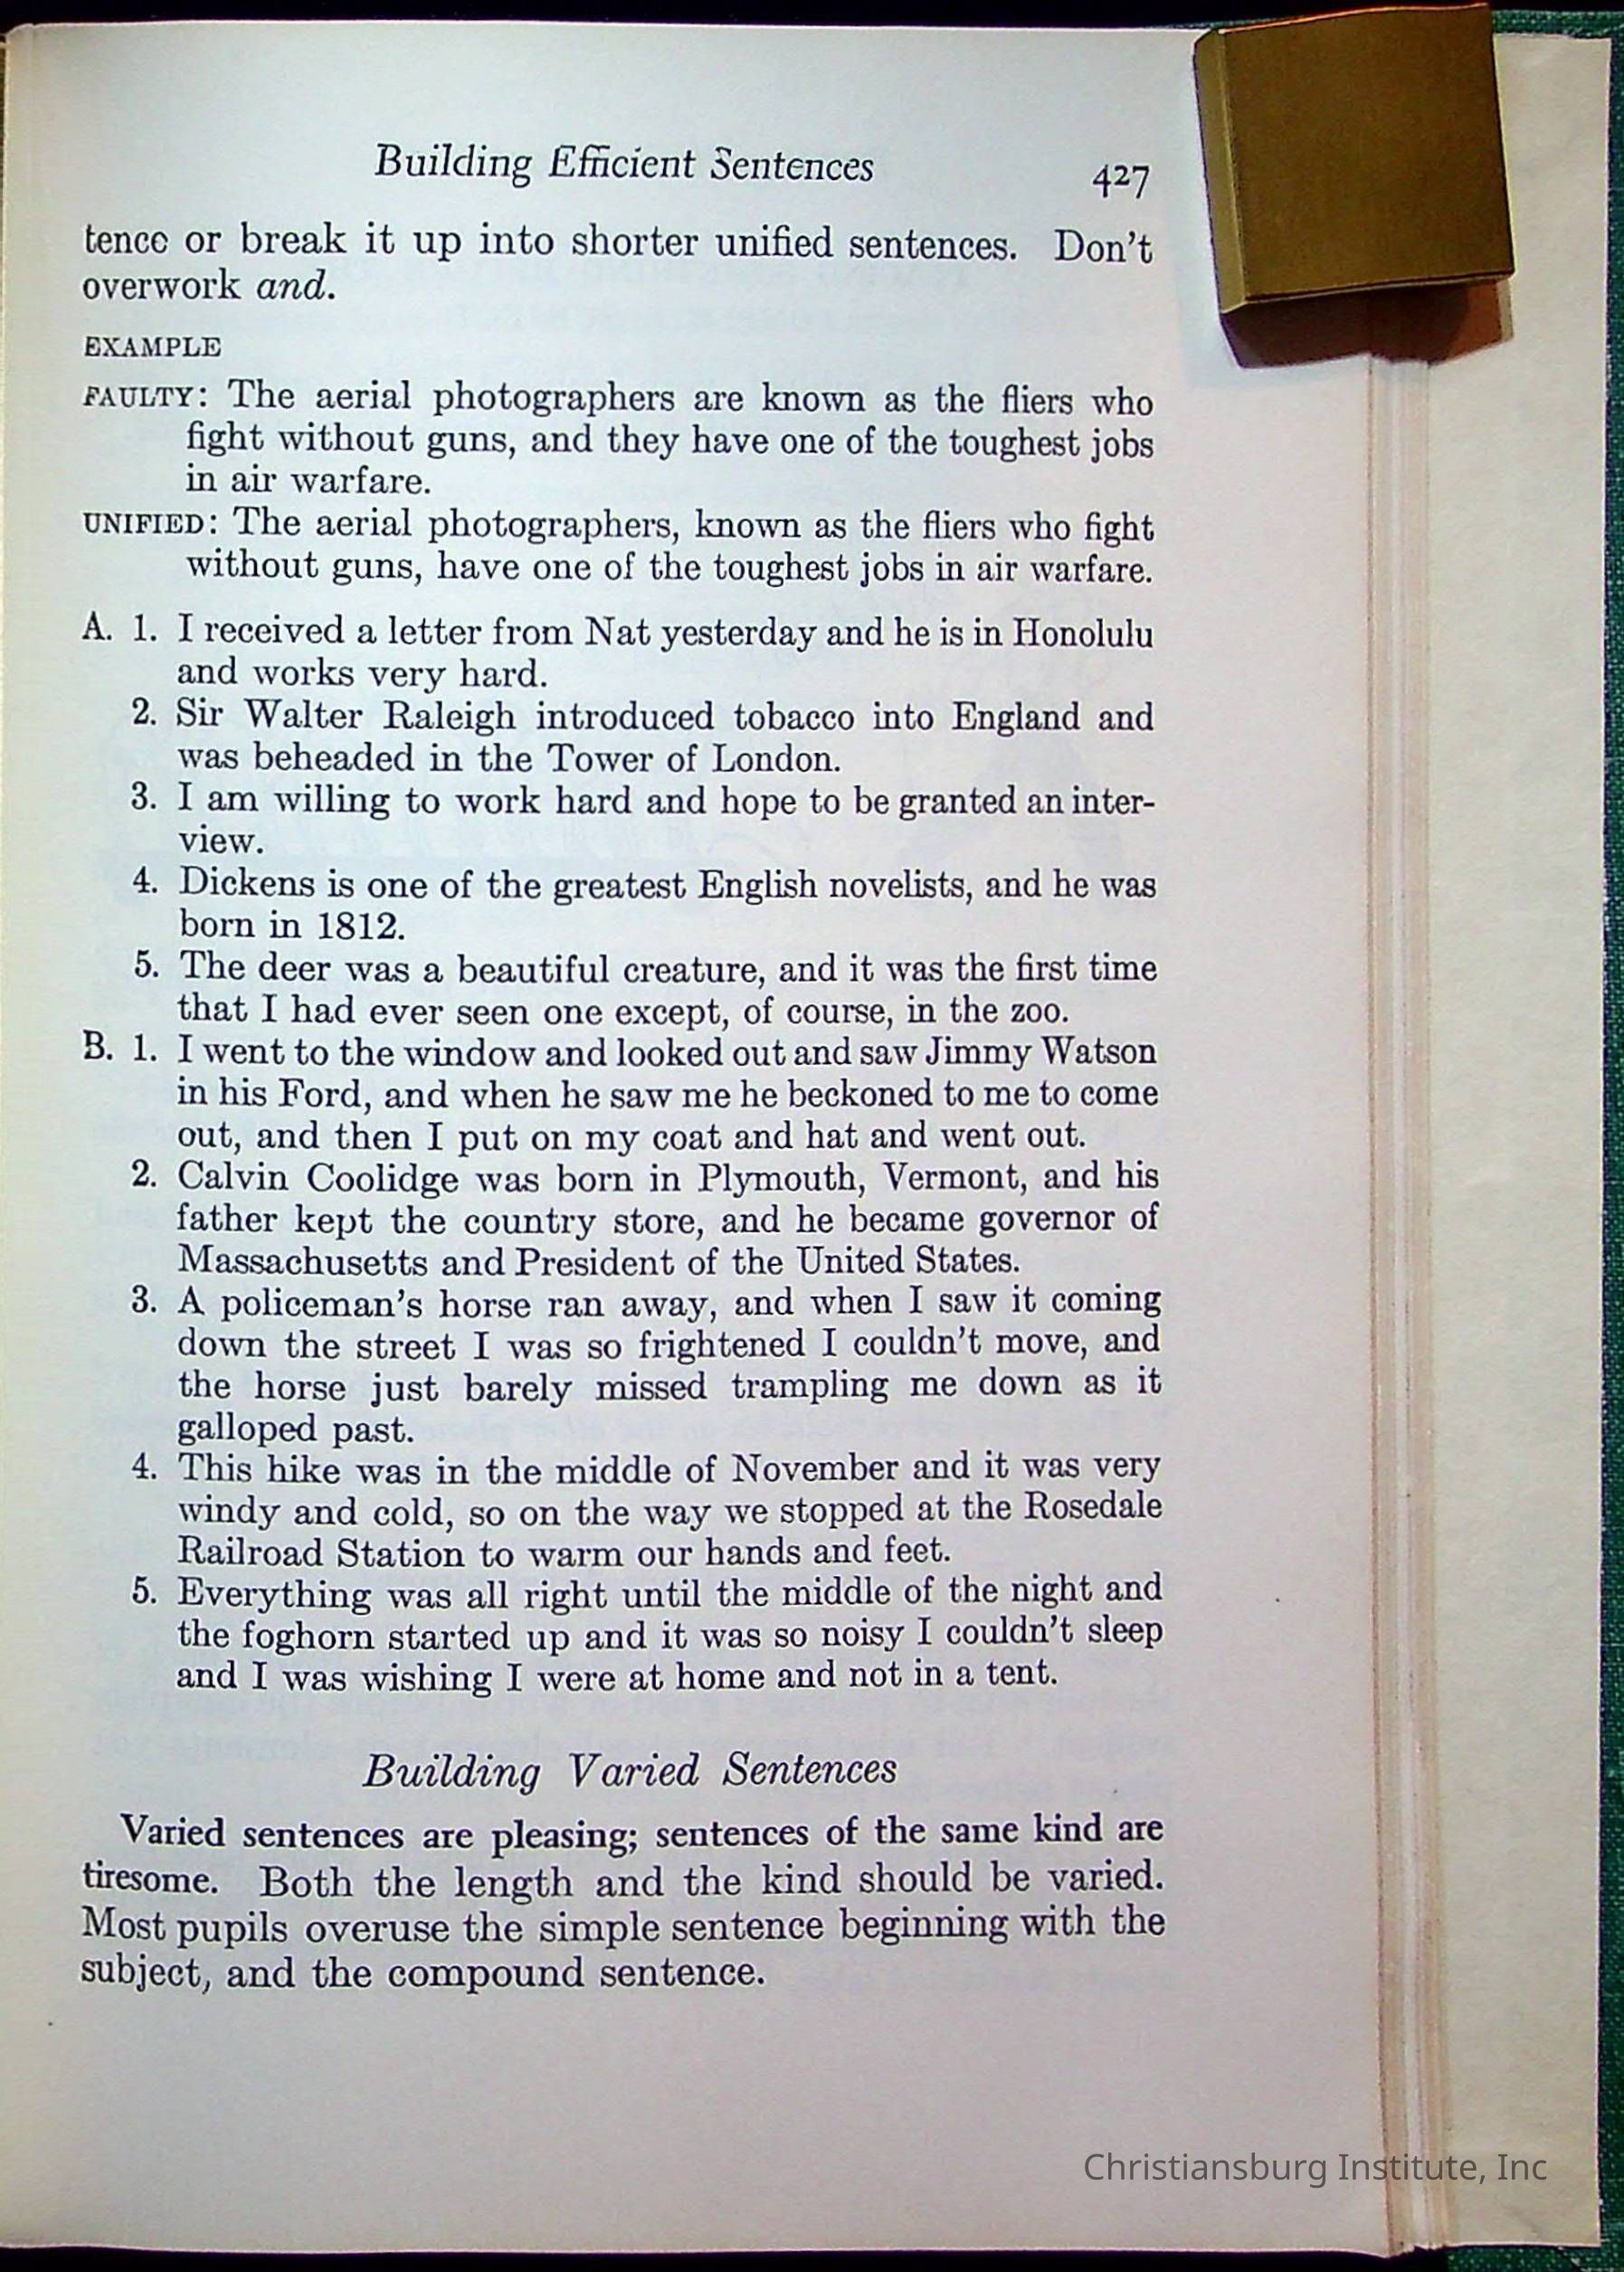 Building Efficient Sentences 427
tence or break it up into shorter unified sentences. Don't
overwork and.
EXAMPLE
FAULTY: The aerial photographers are known as the fliers who
fight without guns, and they have one of the toughest jobs
in air warfare.
UNIFIED: The aerial photographers, known as the fliers who fight
without guns, have one of the toughest jobs in air warfare.
A. 1. I received a letter from Nat yesterday and he is in Honolulu
and works very hard.
2. Sir Walter Raleigh introduced tobacco into England and
was beheaded in the Tower of London.
3. I am willing to work hard and hope to be granted an inter-
view.
4. Dickens is one of the greatest English novelists, and he was
born in 1812.
5. The deer was a beautiful creature, and it was the first time
that I had ever seen one except, of course, in the zoo.
B. 1. I went to the window and looked out and saw Jimmy Watson
in his Ford, and when he saw me he beckoned to me to come
out, and then I put on my coat and hat and went out.
2. Calvin Coolidge was born in Plymouth, Vermont, and his
father kept the country store, and he became governor of
Massachusetts and President of the United States.
3. A policeman's horse ran away, and when I saw it coming
down the street I was so frightened I couldn't move, and
the horse just barely missed trampling me down as it
galloped past.
4. This hike was in the middle of November and it was very
windy and cold, so on the way we stopped at the Rosedale
Railroad Station to warm our hands and feet.
5. Everything was all right until the middle of the night and
the foghorn started up and it was so noisy I couldn't sleep
and I was wishing I were at home and not in a tent.
Building Varied Sentences
Varied sentences are pleasing; sentences of the same kind are
tiresome. Both the length and the kind should be varied.
Most pupils overuse the simple sentence beginning with the
subject, and the compound sentence.
Christiansburg Institute, Inc